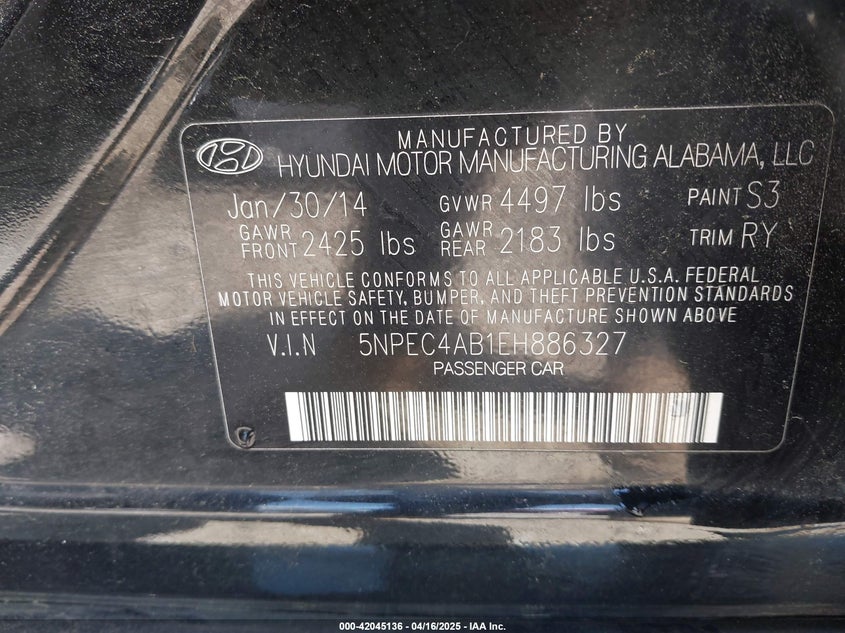 MANUFACTURED BY
HYUNDAI MOTOR MANUFACTURING ALABAMA, LLC
Jan/30/14 GVWR 4497 lbs PAINT S3
GAWR FRONT 2425 lbs GAWR REAR 2183 lbs TRIM RY
THIS VEHICLE CONFORMS TO ALL APPLICABLE U.S.A. FEDERAL
MOTOR VEHICLE SAFETY, BUMPER, AND THEFT PREVENTION STANDARDS
IN EFFECT ON THE DATE OF MANUFACTURE SHOWN ABOVE
V.I.N 5NPEC4AB1EH886327
PASSENGER CAR
000-42045136 - 04/16/2025 - IAA Inc.